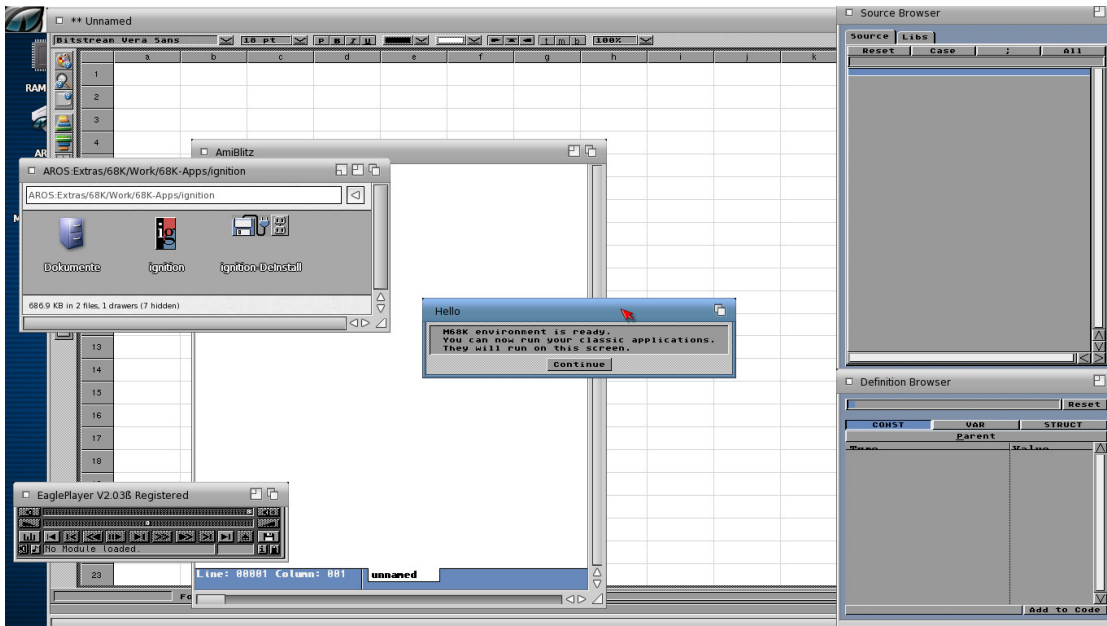 ** Unnamed
Bitstream Vera Sans
18 pt
P B I U
t m b
100%
a b c d e f g h i j k
1
2
3
4
RAM
AR
AmiBlitz
AROS:Extras/68K/Work/68K-Apps/ignition
AROS:Extras/68K/Work/68K-Apps/ignition
ig
Dokumente
ignition
ignition-DeInstall
686.9 KB in 2 files, 1 drawers (7 hidden)
13
14
15
16
17
18
23
Hello
M68K environment is ready.
You can now run your classic applications.
They will run on this screen.
Continue
EaglePlayer V2.03ß Registered
No Module loaded.
Line: 00001 Column: 001
unnamed
Fo
Source Browser
Source
Libs
Reset
Case
;
All
Definition Browser
Reset
CONST
VAR
STRUCT
Parent
Type
Value
Add to Code